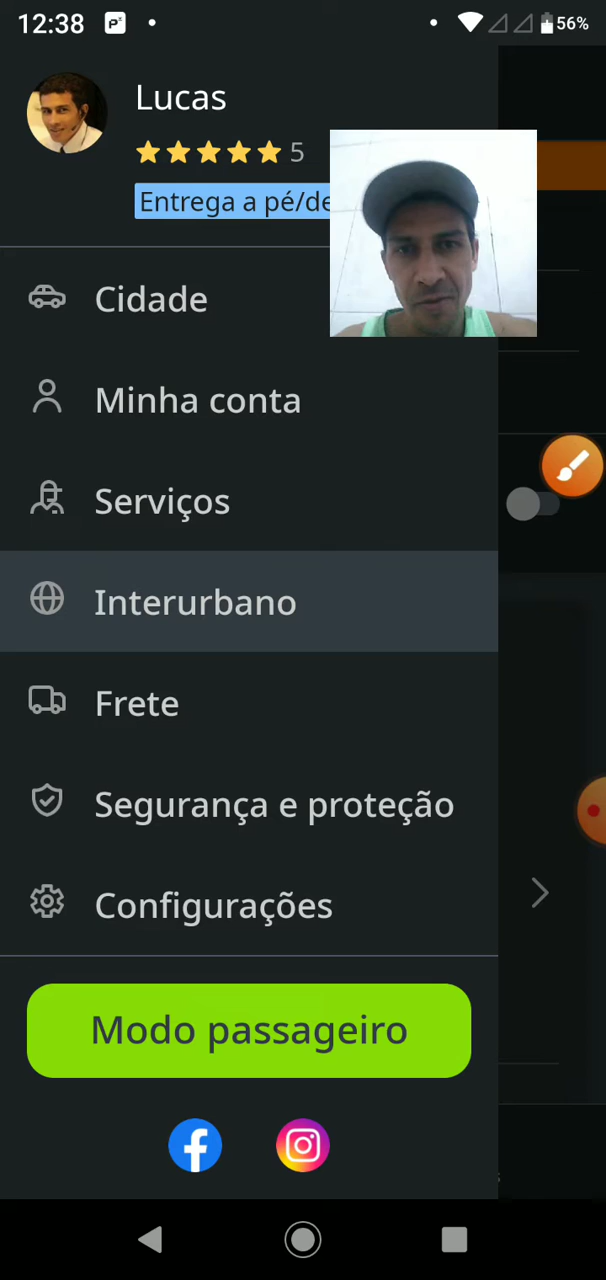 12:38
56%
Lucas
5
Entrega a pé/de
Cidade
Minha conta
Serviços
Interurbano
Frete
Segurança e proteção
Configurações
Modo passageiro